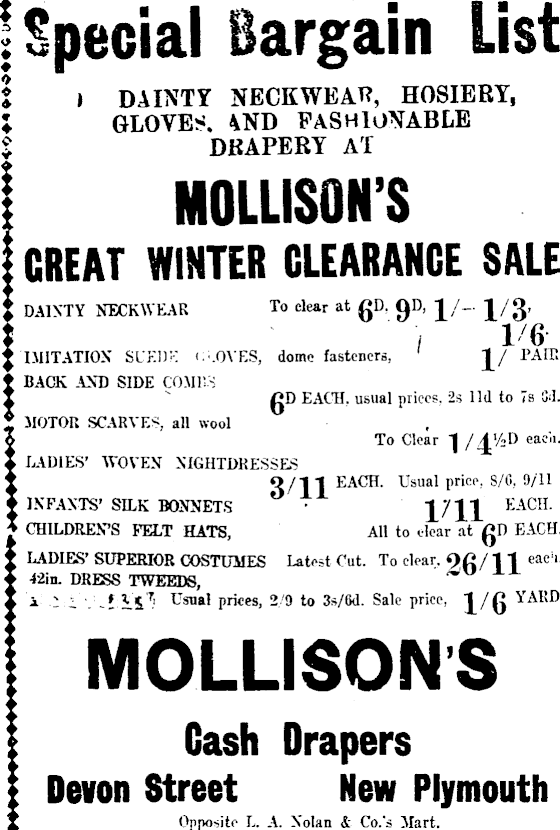 Special Bargain List
DAINTY NECKWEAR, HOSIERY,
GLOVES, AND FASHIONABLE
DRAPERY AT
MOLLISON'S
GREAT WINTER CLEARANCE SALE
DAINTY NECKWEAR To clear at 6D, 9D, 1/- 1/3,
1/6.
IMITATION SUEDE GLOVES, dome fasteners, 1/ PAIR
BACK AND SIDE COMBS
6D EACH, usual prices, 2s 11d to 7s 6d.
MOTOR SCARVES, all wool
To Clear 1/4½D each.
LADIES' WOVEN NIGHTDRESSES
3/11 EACH. Usual price, 8/6, 9/11
INFANTS' SILK BONNETS 1/11 EACH.
CHILDREN'S FELT HATS, All to clear at 6D EACH.
LADIES' SUPERIOR COSTUMES Latest Cut. To clear, 26/11 each
42in. DRESS TWEEDS,
Usual prices, 2/9 to 3s/6d. Sale price, 1/6 YARD
MOLLISON'S
Cash Drapers
Devon Street New Plymouth
Opposite L. A. Nolan & Co.'s Mart.